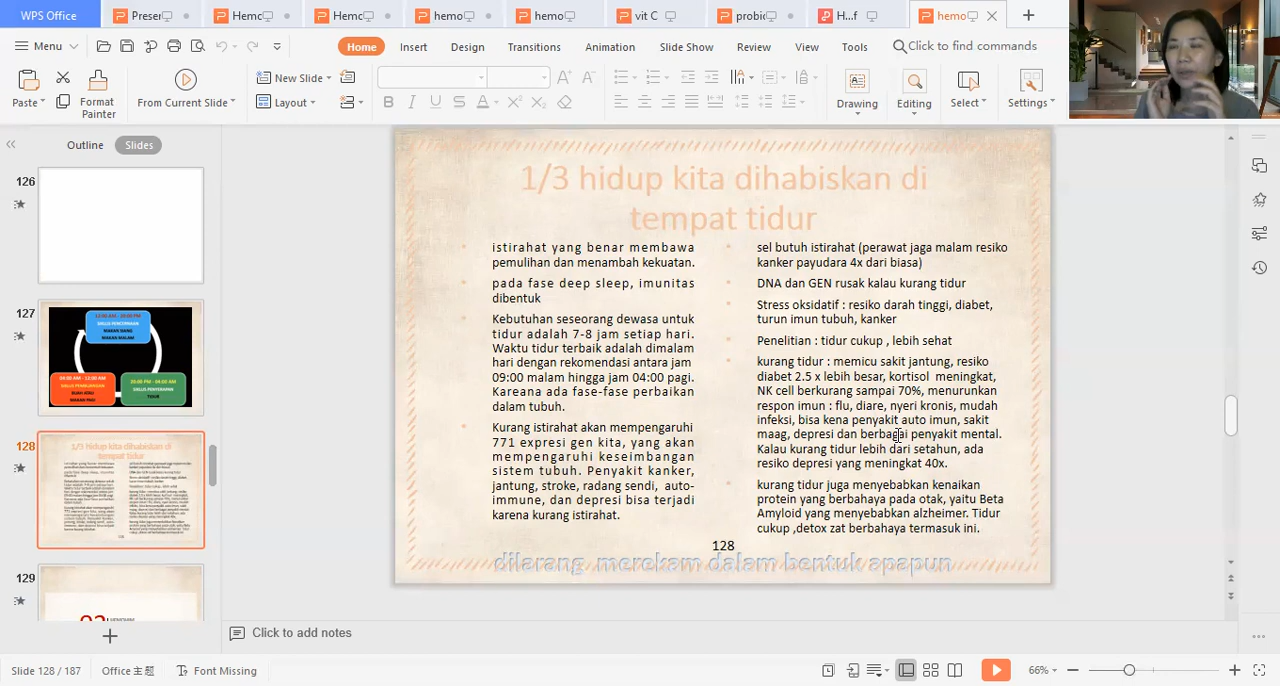 WPS Office
Presen
Hemo
Hemo
hemo
hemo
vit C
probio
H...f
hemo
Menu
Home
Insert
Design
Transitions
Animation
Slide Show
Review
View
Tools
Click to find commands
Paste
Format
Painter
From Current Slide
New Slide
Layout
Drawing
Editing
Select
Settings
Outline
Slides
126
127
128
129
1/3 hidup kita dihabiskan di
tempat tidur
istirahat yang benar membawa
pemulihan dan menambah kekuatan.
pada fase deep sleep, imunitas
dibentuk
Kebutuhan seseorang dewasa untuk
tidur adalah 7-8 jam setiap hari.
Waktu tidur terbaik adalah dimalam
hari dengan rekomendasi antara jam
:00 malam hingga jam 04:00 pagi.
Karena ada fase-fase perbaikan
dalam tubuh.
Kurang istirahat akan mempengaruhi
771 expresi gen kita, yang akan
mempengaruhi keseimbangan
sistem tubuh. Penyakit kanker,
jantung, stroke, radang sendi, auto-
immune, dan depresi bisa terjadi
karena kurang istirahat.
sel butuh istirahat (perawat jaga malam resiko
kanker payudara 4x dari biasa)
DNA dan GEN rusak kalau kurang tidur
Stress oksidatif : resiko darah tinggi, diabet,
turun imun tubuh, kanker
Penelitian : tidur cukup , lebih sehat
kurang tidur : memicu sakit jantung, resiko
cepat mati 2 x lebih besar, kortisol meningkat,
NK cell berkurang sampai 70%, menurunkan
respon imun : flu, diare, nyeri kronis, mudah
infeksi, bisa kena penyakit auto imun, sakit
maag, depresi dan berbagai penyakit mental.
Kalau kurang tidur lebih dari setahun, ada
resiko depresi yang meningkat 40x.
kurang tidur juga menyebabkan kenaikan
protein yang berbahaya pada otak, yaitu Beta
Amyloid yang menyebabkan alzheimer. Tidur
cukup ,detox zat berbahaya termasuk ini.
128
dilarang merekam dalam bentuk apapun
Click to add notes
Slide 128 / 187
Office 主题
Font Missing
66%